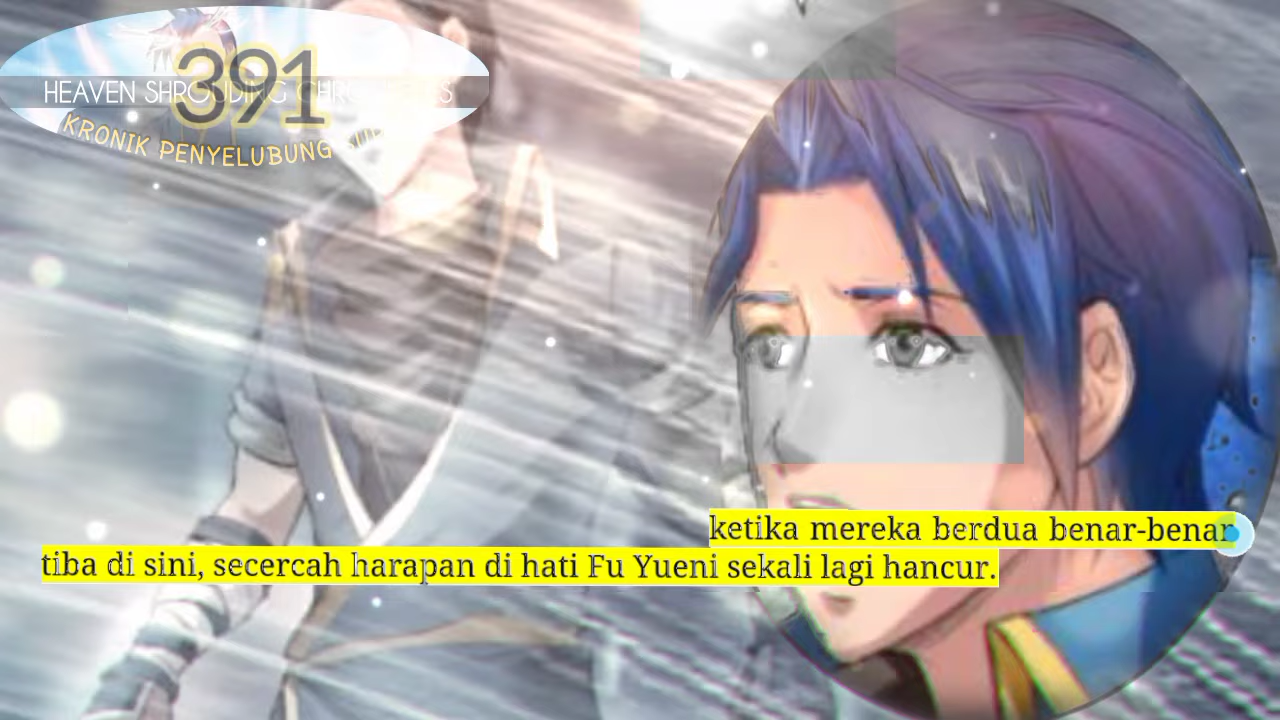 391
HEAVEN SHROUDING CHRONICLES
KRONIK PENYELUBUNG
ketika mereka berdua benar-benar
tiba di sini, secercah harapan di hati Fu Yueni sekali lagi hancur.